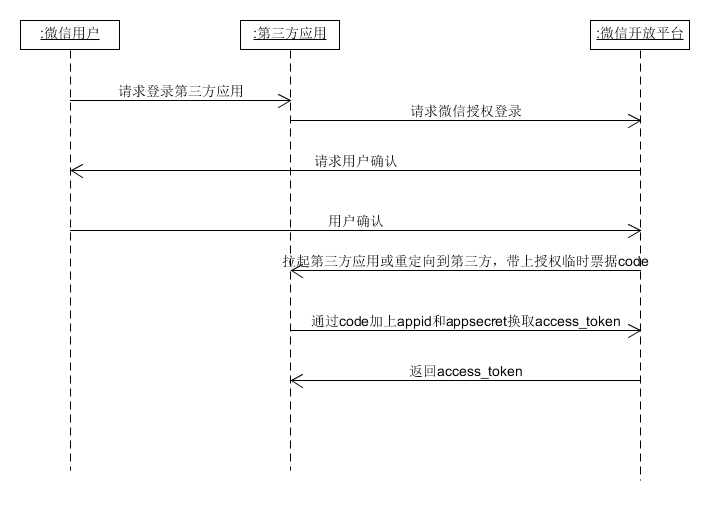 :微信用户
:第三方应用
:微信开放平台
请求登录第三方应用
请求微信授权登录
请求用户确认
用户确认
拉起第三方应用或重定向到第三方，带上授权临时票据code
通过code加上appid和appsecret换取access_token
返回access_token